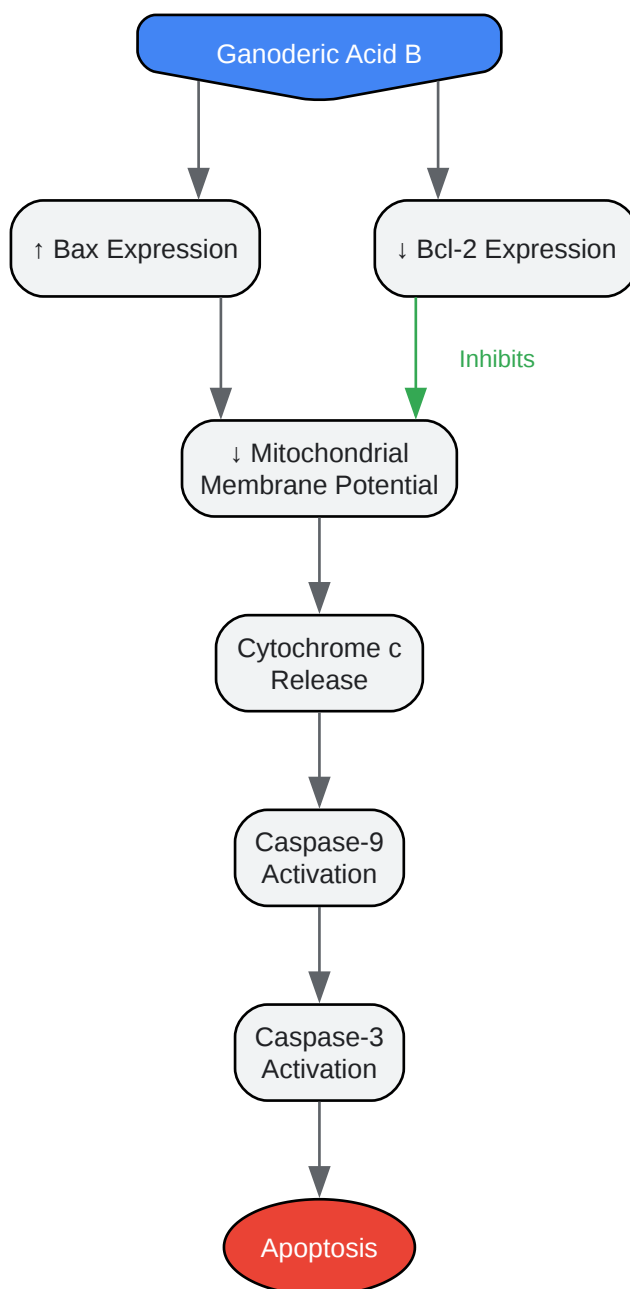 Ganoderic Acid B
↑ Bax Expression
↓ Bcl-2 Expression
Inhibits
↓ Mitochondrial
Membrane Potential
Cytochrome c
Release
Caspase-9
Activation
Caspase-3
Activation
Apoptosis